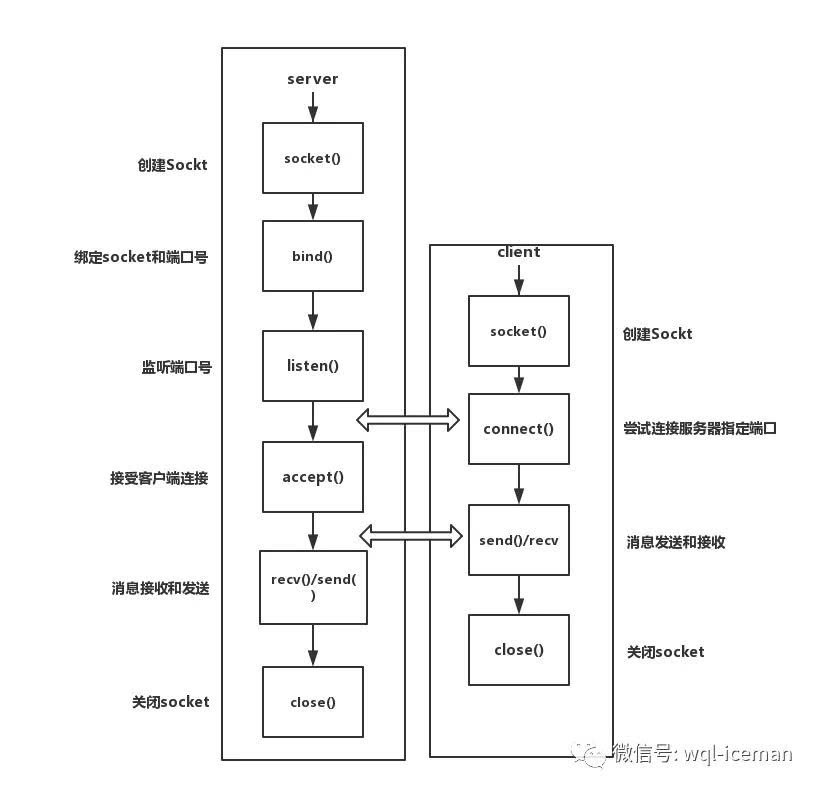 server
创建Sockt
socket()
绑定socket和端口号
bind()
监听端口号
listen()
接受客户端连接
accept()
消息接收和发送
recv()/send(
)
关闭socket
close()
client
socket()
创建Sockt
connect()
尝试连接服务器指定端口
send()/recv
消息发送和接收
close()
关闭socket
微信号: wql-iceman